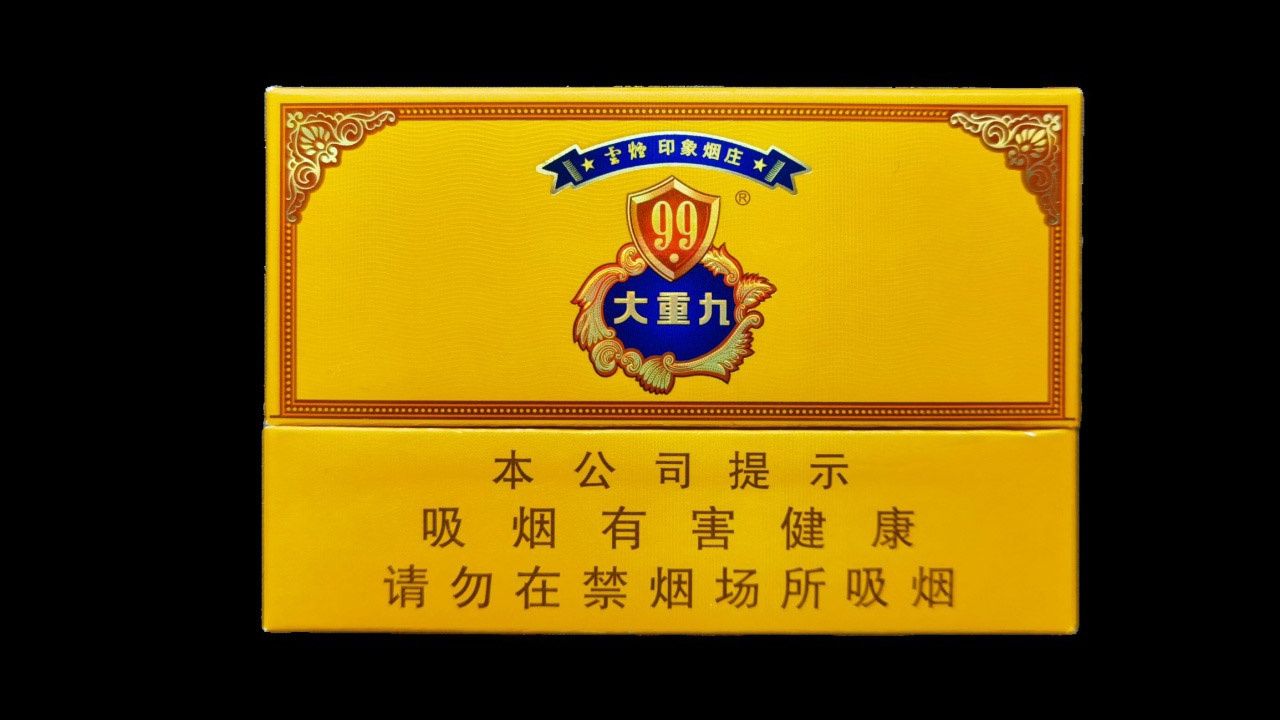 雲烟 印象烟庄
99
®
大重九
本公司提示
吸烟有害健康
请勿在禁烟场所吸烟